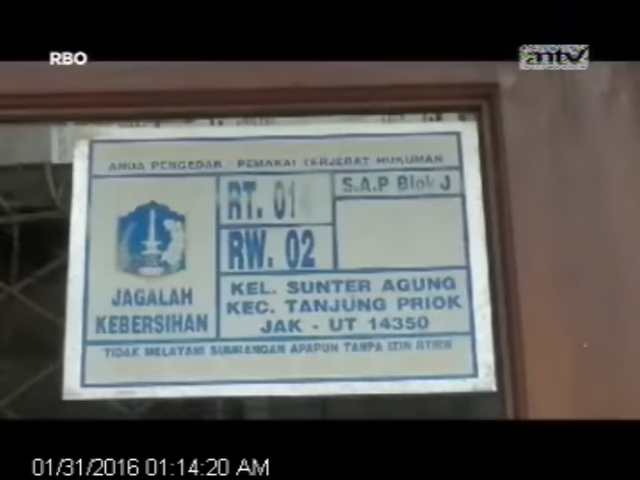 RBO
antv
ANDA PENGEDAR / PEMAKAI TERJERAT HUKUMAN
RT. 014
S.A.P Blok J
RW. 02
JAGALAH
KEBERSIHAN
KEL. SUNTER AGUNG
KEC. TANJUNG PRIOK
JAK - UT 14350
TIDAK MELAYANI SUMBANGAN APAPUN TANPA IZIN RT/RW
01/31/2016 01:14:20 AM